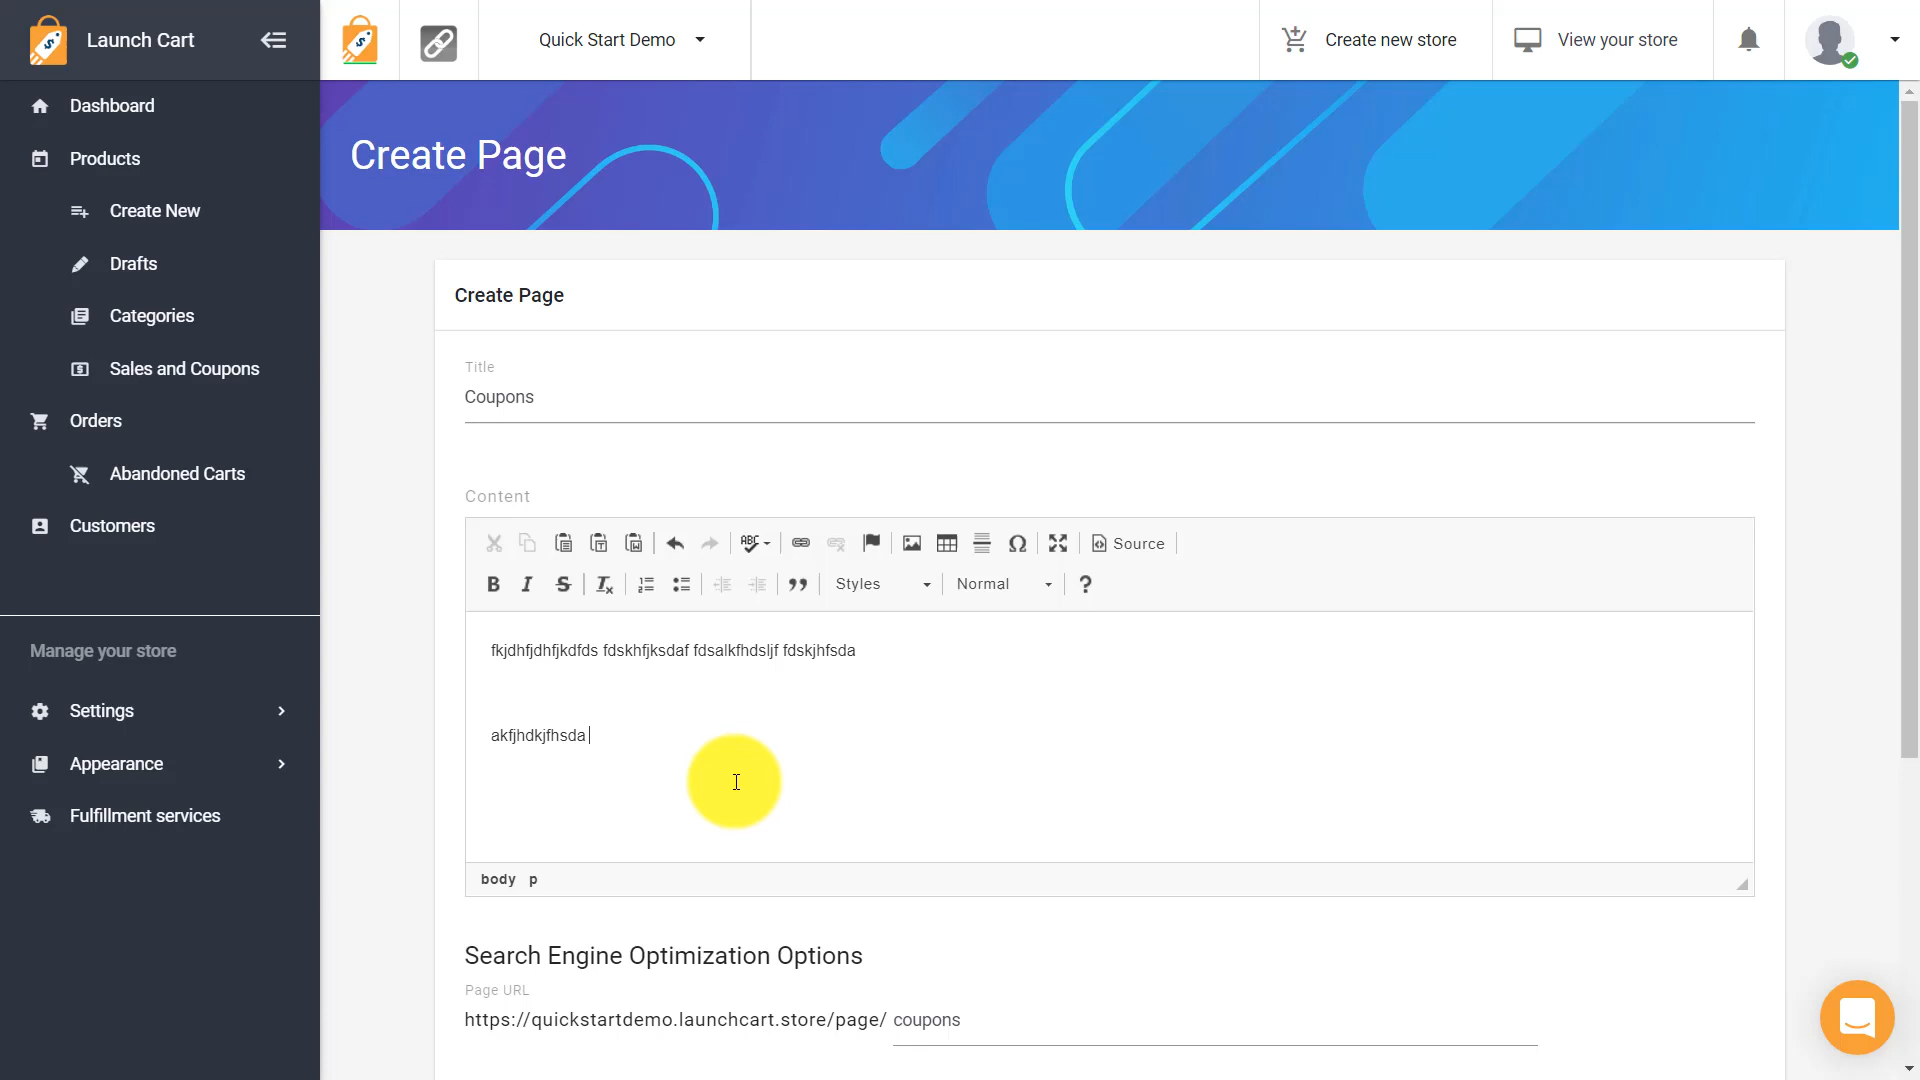 Launch Cart
Quick Start Demo
Create new store
View your store
Dashboard
Products
Create New
Drafts
Categories
Sales and Coupons
Orders
Abandoned Carts
Customers
Manage your store
Settings
Appearance
Fulfillment services
Create Page
Create Page
Title
Coupons
Content
ABC
Source
B I S Styles Normal ?
fkjdhfjdhfjkdfds fdskhfjksdaf fdsalkfhdsljf fdskjhfsda
akfjhdkjfhsda
body p
Search Engine Optimization Options
Page URL
https://quickstartdemo.launchcart.store/page/ coupons